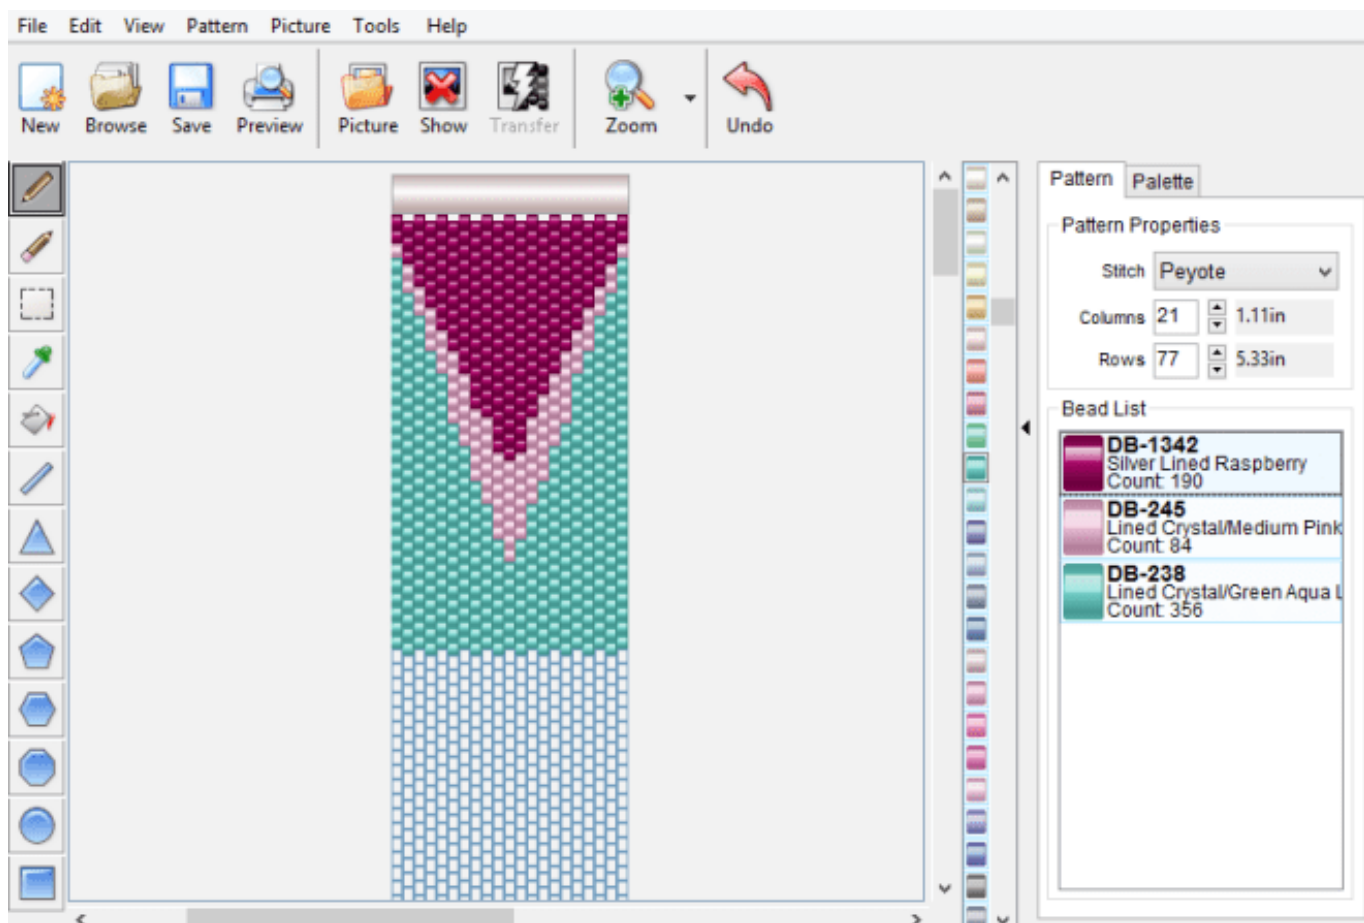 File Edit View Pattern Picture Tools Help
New Browse Save Preview Picture Show Transfer Zoom Undo
Pattern Palette
Pattern Properties
Stitch Peyote
Columns 21 1.11in
Rows 77 5.33in
Bead List
DB-1342
Silver Lined Raspberry
Count: 190
DB-245
Lined Crystal/Medium Pink
Count: 84
DB-238
Lined Crystal/Green Aqua L
Count: 356